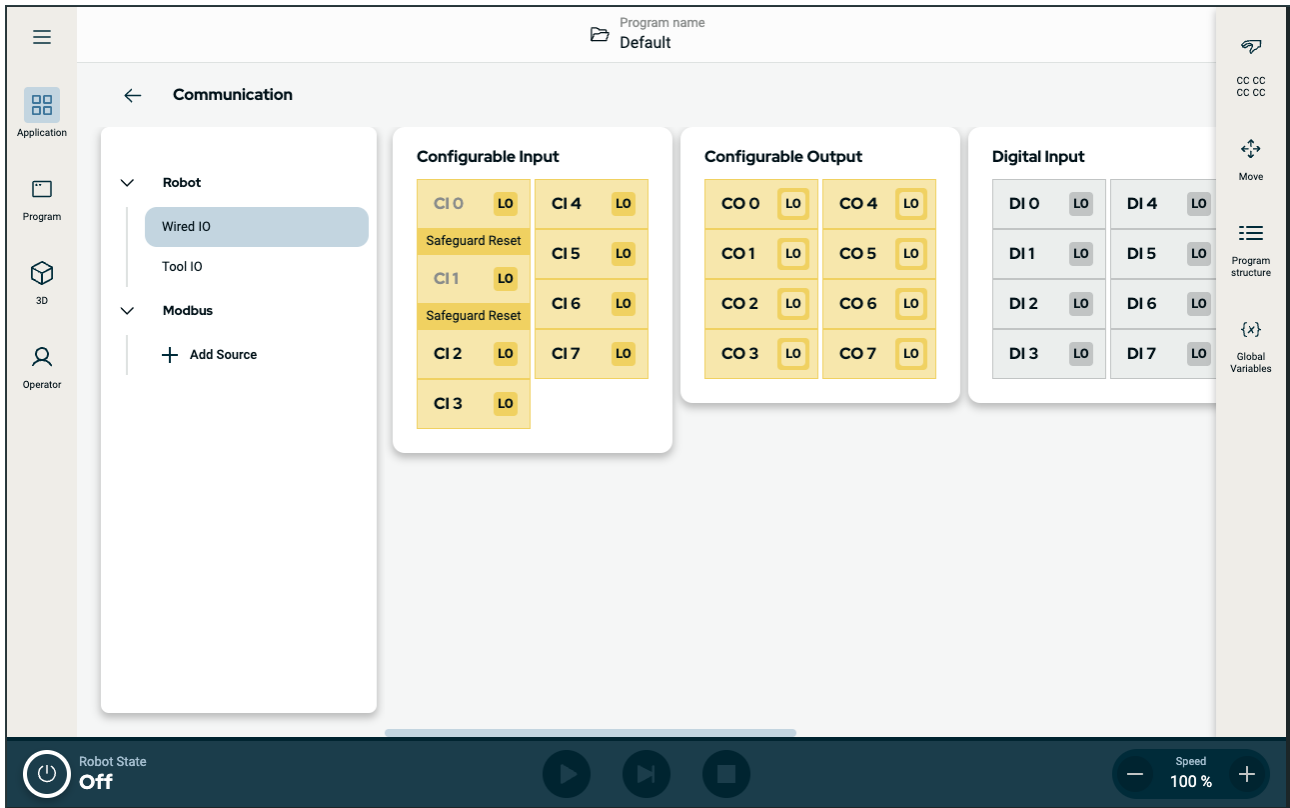 Program name
Default
Application
Program
3D
Operator
Communication
Robot
Wired IO
Tool IO
Modbus
Add Source
Configurable Input
CI 0 LO CI 4 LO
Safeguard Reset
CI 5 LO
CI 1 LO
CI 6 LO
Safeguard Reset
CI 2 LO CI 7 LO
CI 3 LO
Configurable Output
CO 0 LO CO 4 LO
CO 1 LO CO 5 LO
CO 2 LO CO 6 LO
CO 3 LO CO 7 LO
Digital Input
DI 0 LO DI 4 LO
DI 1 LO DI 5 LO
DI 2 LO DI 6 LO
DI 3 LO DI 7 LO
CC CC
CC CC
Move
Program
structure
{x}
Global
Variables
Robot State
Off
Speed
100 %